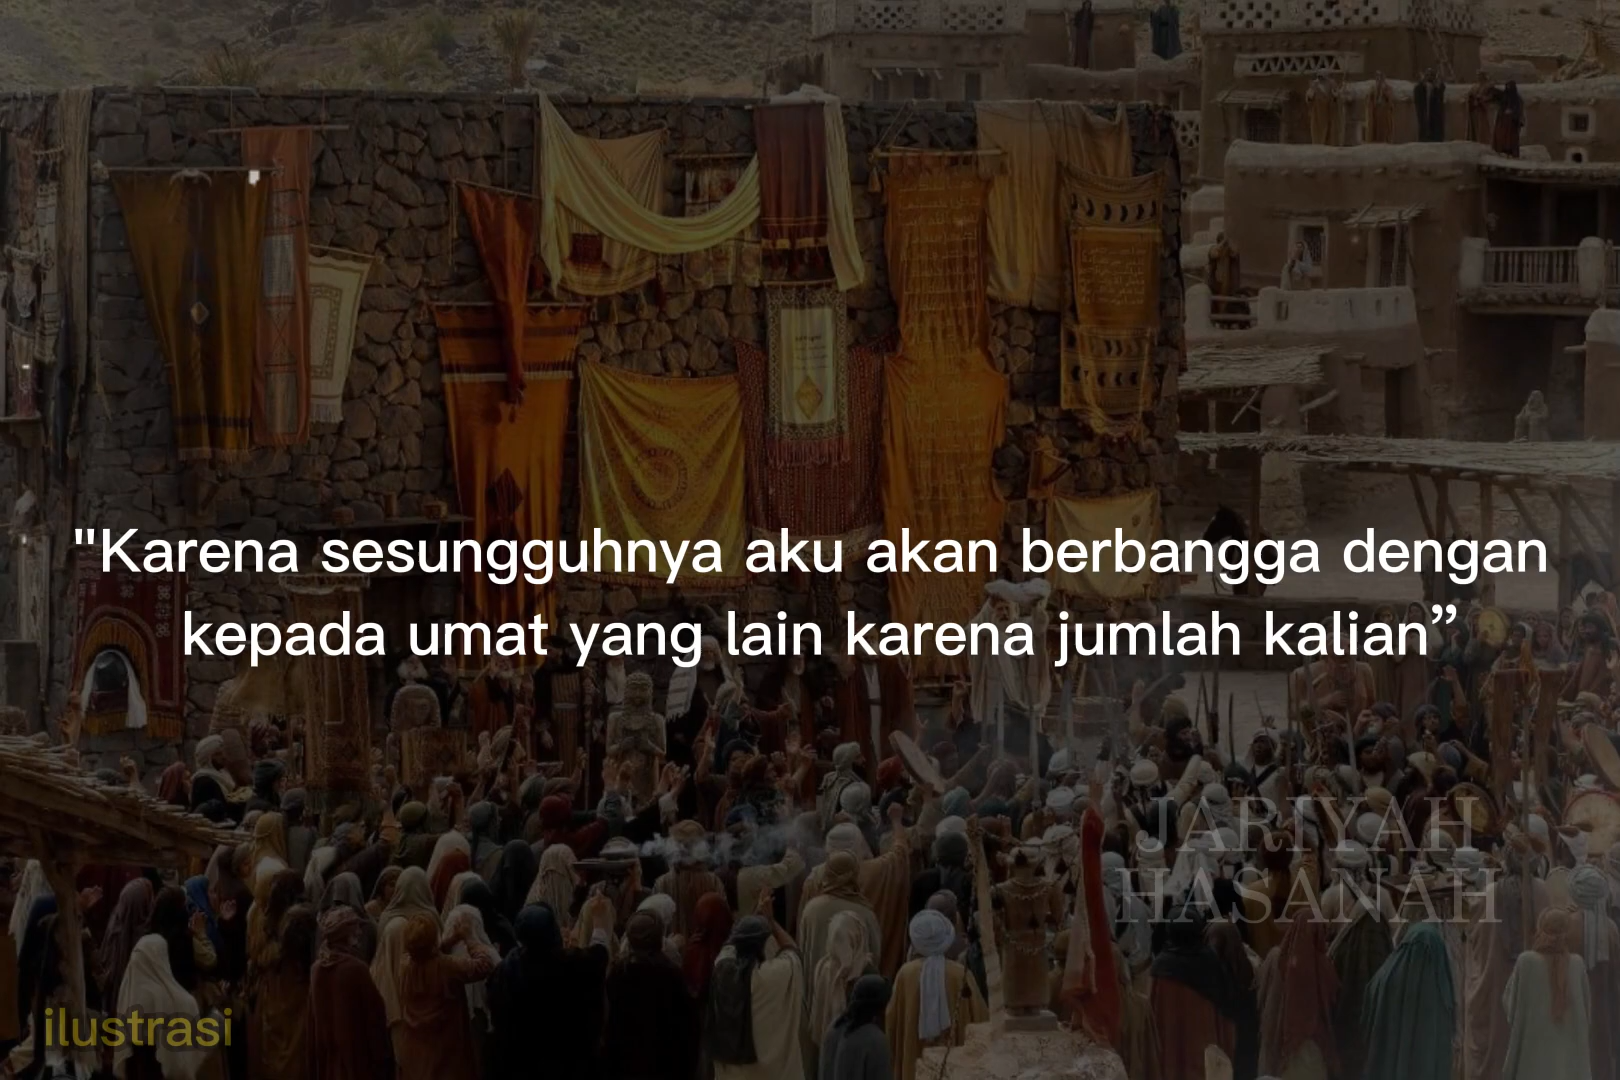 "Karena sesungguhnya aku akan berbangga dengan
kepada umat yang lain karena jumlah kalian”
JARIYAH
HASANAH
ilustrasi